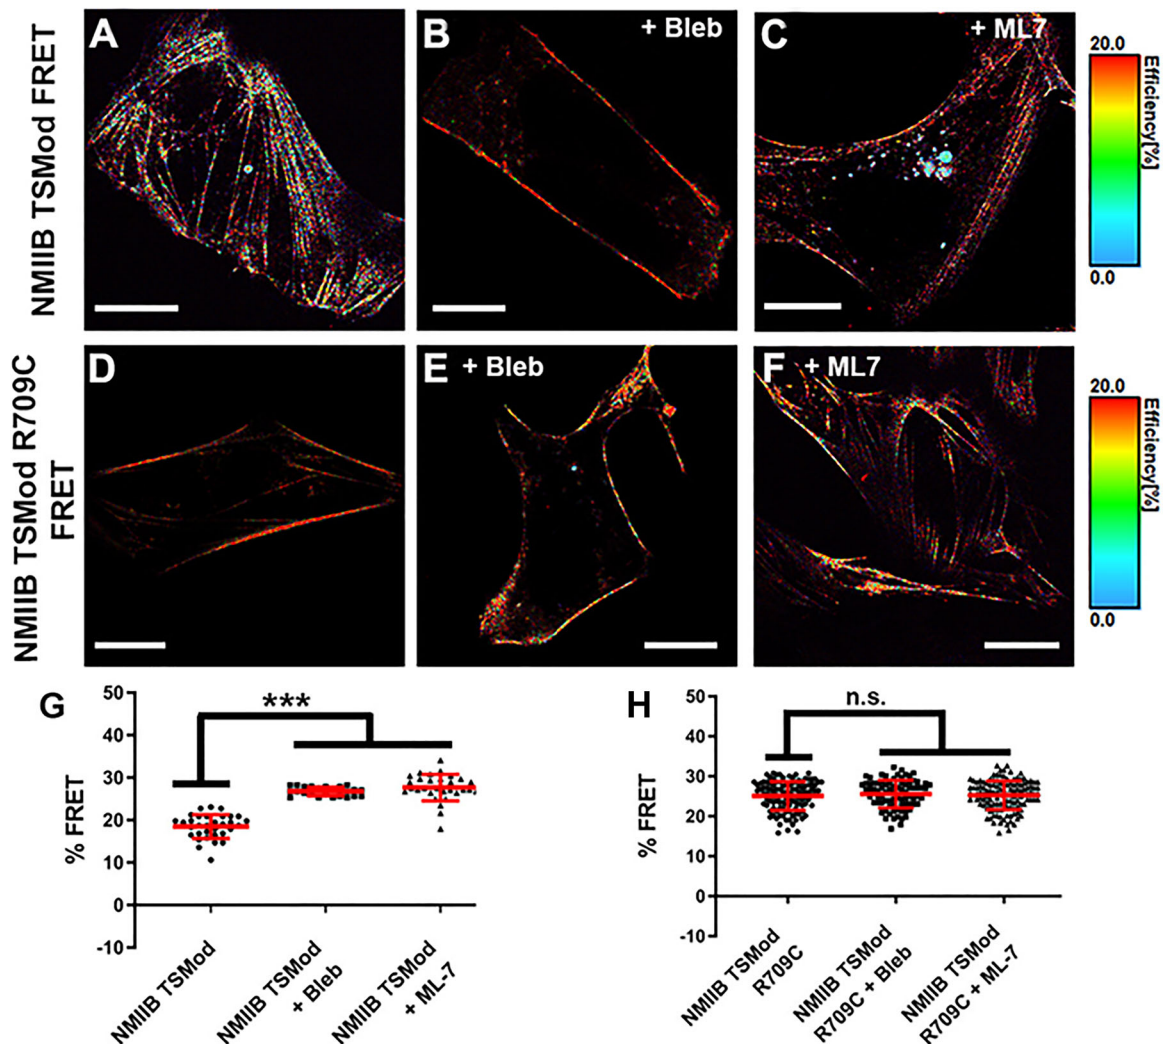 NMIIB TSMod FRET
A
B
+ Bleb
C
+ ML7
20.0
Efficiency[%]
0.0
NMIIB TSMod R709C
FRET
D
E
+ Bleb
F
+ ML7
20.0
Efficiency[%]
0.0
G
***
% FRET
50
40
30
20
10
0
-10
NMIIB TSMod
NMIIB TSMod
+ Bleb
NMIIB TSMod
+ ML-7
H
n.s.
% FRET
50
40
30
20
10
0
-10
NMIIB TSMod
R709C
NMIIB TSMod
R709C + Bleb
NMIIB TSMod
R709C + ML-7